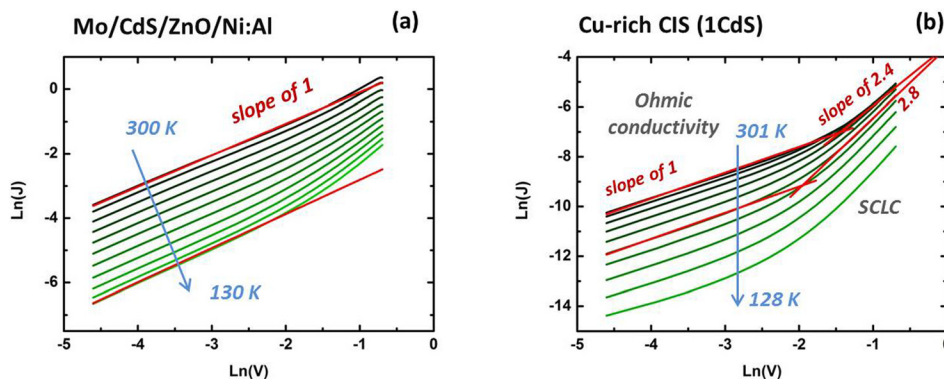 Mo/CdS/ZnO/Ni:Al
(a)
slope of 1
300 K
130 K
0
-2
-4
-6
Ln(J)
-5
-4
-3
-2
-1
0
Ln(V)
Cu-rich CIS (1CdS)
(b)
-4
-6
-8
-10
-12
-14
Ln(J)
Ohmic
conductivity
301 K
slope of 2.4
2.8
slope of 1
SCLC
128 K
-5
-4
-3
-2
-1
0
Ln(V)